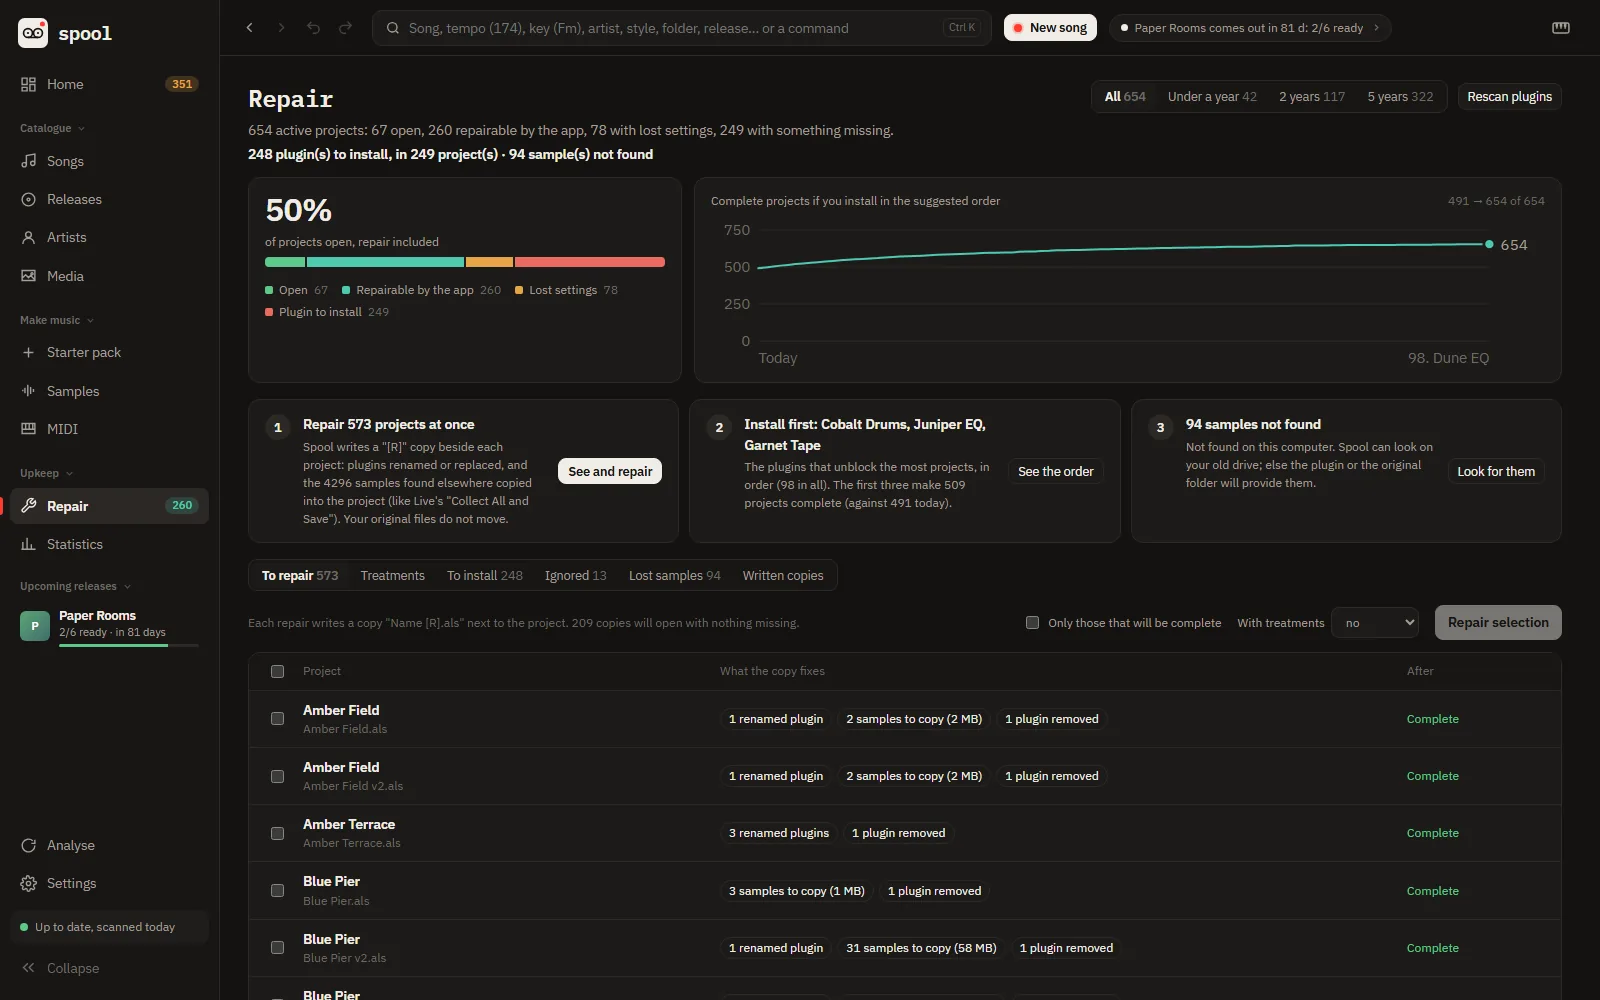 spool
Song, tempo (174), key (Fm), artist, style, folder, release... or a command
Ctrl K
New song
Paper Rooms comes out in 81 d: 2/6 ready
Home
351
Catalogue
Songs
Releases
Artists
Media
Make music
Starter pack
Samples
MIDI
Upkeep
Repair
260
Statistics
Upcoming releases
P
Paper Rooms
2/6 ready · in 81 days
Analyse
Settings
Up to date, scanned today
Collapse
Repair
All 654
Under a year 42
2 years 117
5 years 322
Rescan plugins
654 active projects: 67 open, 260 repairable by the app, 78 with lost settings, 249 with something missing.
248 plugin(s) to install, in 249 project(s) · 94 sample(s) not found
50%
of projects open, repair included
Open 67
Repairable by the app 260
Lost settings 78
Plugin to install 249
Complete projects if you install in the suggested order
491 → 654 of 654
750
500
250
0
654
Today
98. Dune EQ
1
Repair 573 projects at once
Spool writes a "[R]" copy beside each
project: plugins renamed or replaced, and
the 4296 samples found elsewhere copied
into the project (like Live's "Collect All and
Save"). Your original files do not move.
See and repair
2
Install first: Cobalt Drums, Juniper EQ,
Garnet Tape
The plugins that unblock the most projects, in
order (98 in all). The first three make 509
projects complete (against 491 today).
See the order
3
94 samples not found
Not found on this computer. Spool can look on
your old drive; else the plugin or the original
folder will provide them.
Look for them
To repair 573
Treatments
To install 248
Ignored 13
Lost samples 94
Written copies
Each repair writes a copy "Name [R].als" next to the project. 209 copies will open with nothing missing.
Only those that will be complete
With treatments
no
Repair selection
Project
What the copy fixes
After
Amber Field
Amber Field.als
1 renamed plugin
2 samples to copy (2 MB)
1 plugin removed
Complete
Amber Field
Amber Field v2.als
1 renamed plugin
2 samples to copy (2 MB)
1 plugin removed
Complete
Amber Terrace
Amber Terrace.als
3 renamed plugins
1 plugin removed
Complete
Blue Pier
Blue Pier.als
3 samples to copy (1 MB)
1 plugin removed
Complete
Blue Pier
Blue Pier v2.als
1 renamed plugin
31 samples to copy (58 MB)
1 plugin removed
Complete
Blue Pier